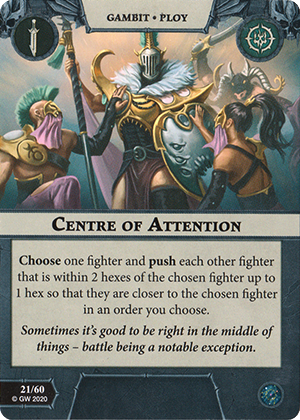 GAMBIT • PLOY
CENTRE OF ATTENTION
Choose one fighter and push each other fighter
that is within 2 hexes of the chosen fighter up to
1 hex so that they are closer to the chosen fighter
in an order you choose.
Sometimes it's good to be right in the middle of
things – battle being a notable exception.
21/60
© GW 2020